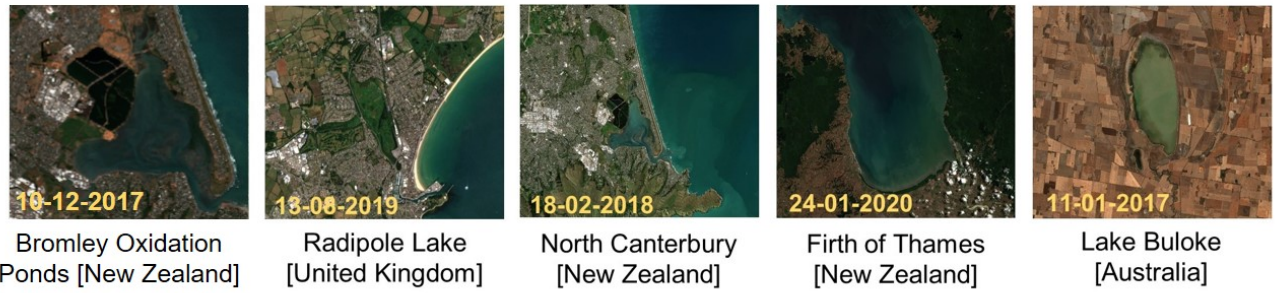 10-12-2017
13-08-2019
18-02-2018
24-01-2020
11-01-2017
Bromley Oxidation
Ponds [New Zealand]
Radipole Lake
[United Kingdom]
North Canterbury
[New Zealand]
Firth of Thames
[New Zealand]
Lake Buloke
[Australia]